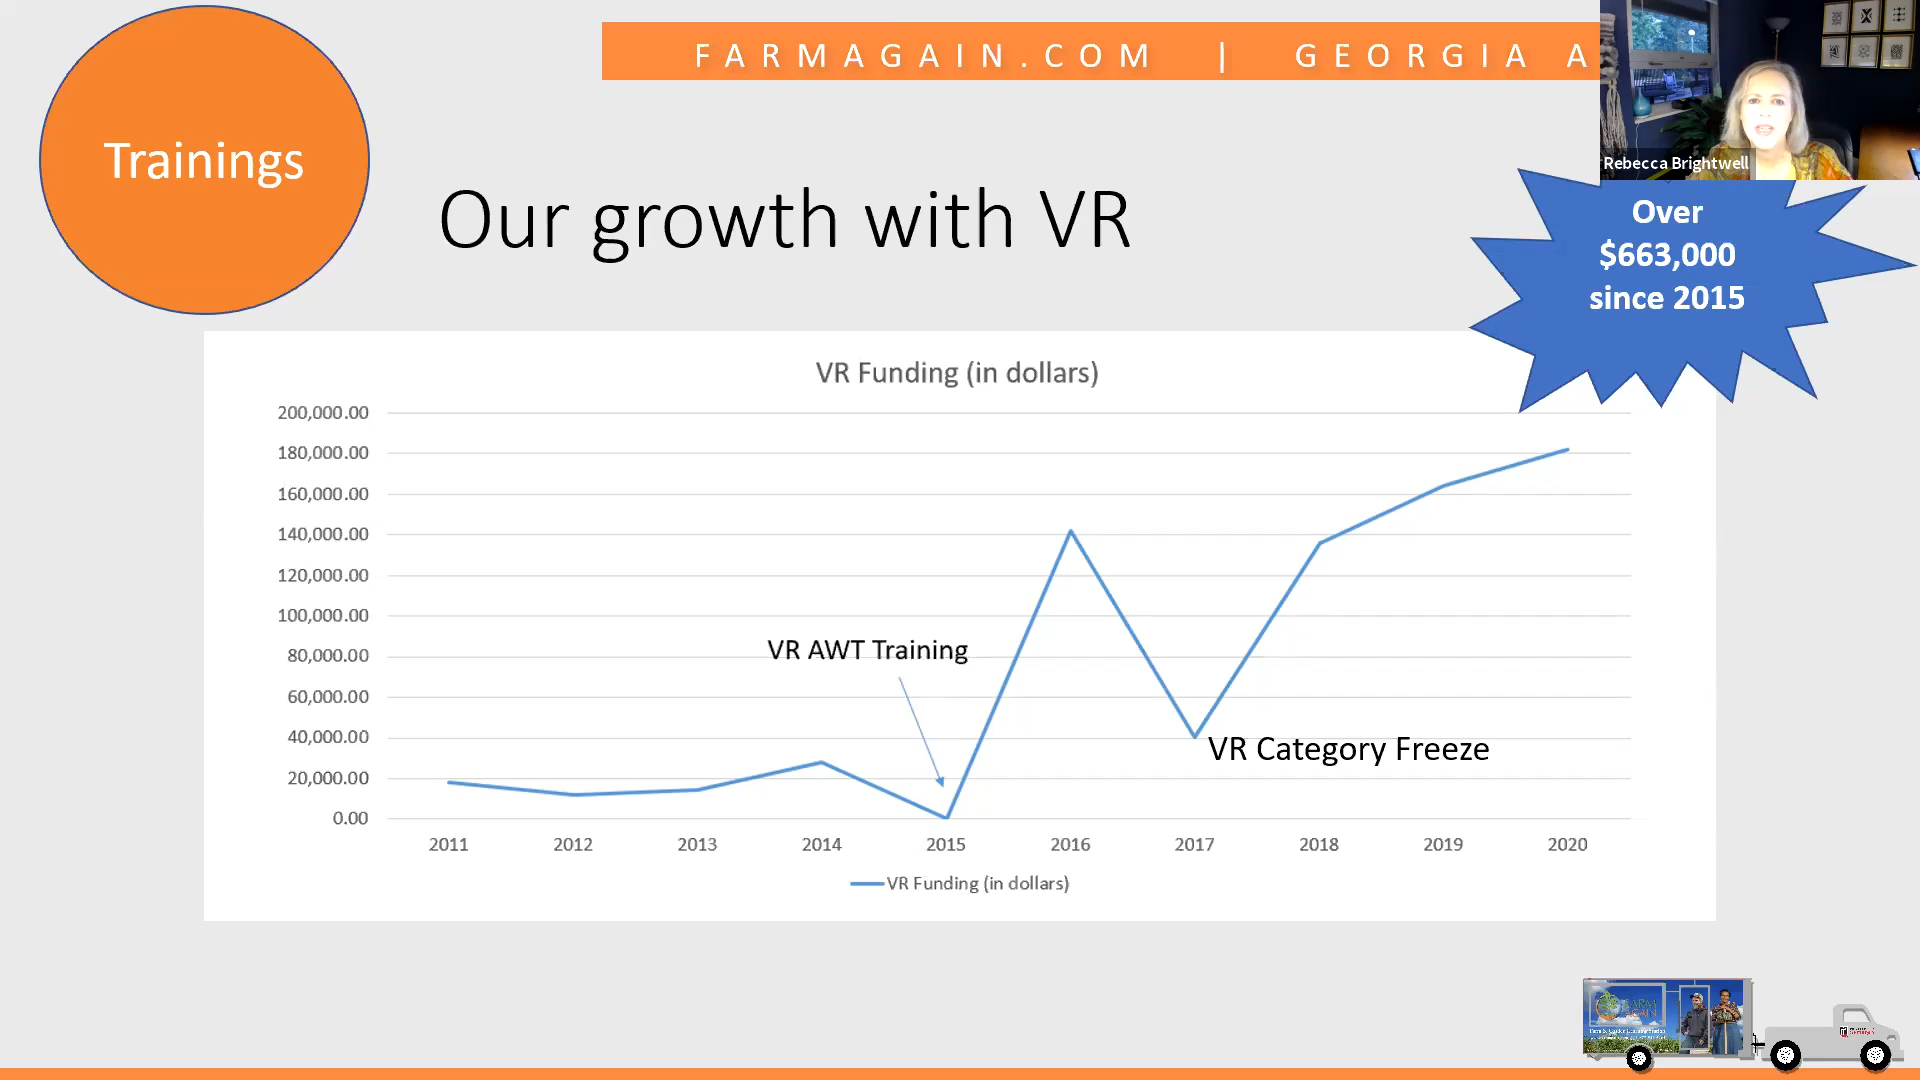 Trainings
FARMAGAIN.COM | GEORGIA A
Rebecca Brightwell
Our growth with VR
Over
$663,000
since 2015
VR Funding (in dollars)
200,000.00
180,000.00
160,000.00
140,000.00
120,000.00
100,000.00
80,000.00
60,000.00
40,000.00
20,000.00
0.00
VR AWT Training
VR Category Freeze
2011 2012 2013 2014 2015 2016 2017 2018 2019 2020
VR Funding (in dollars)
FARM
AGAIN